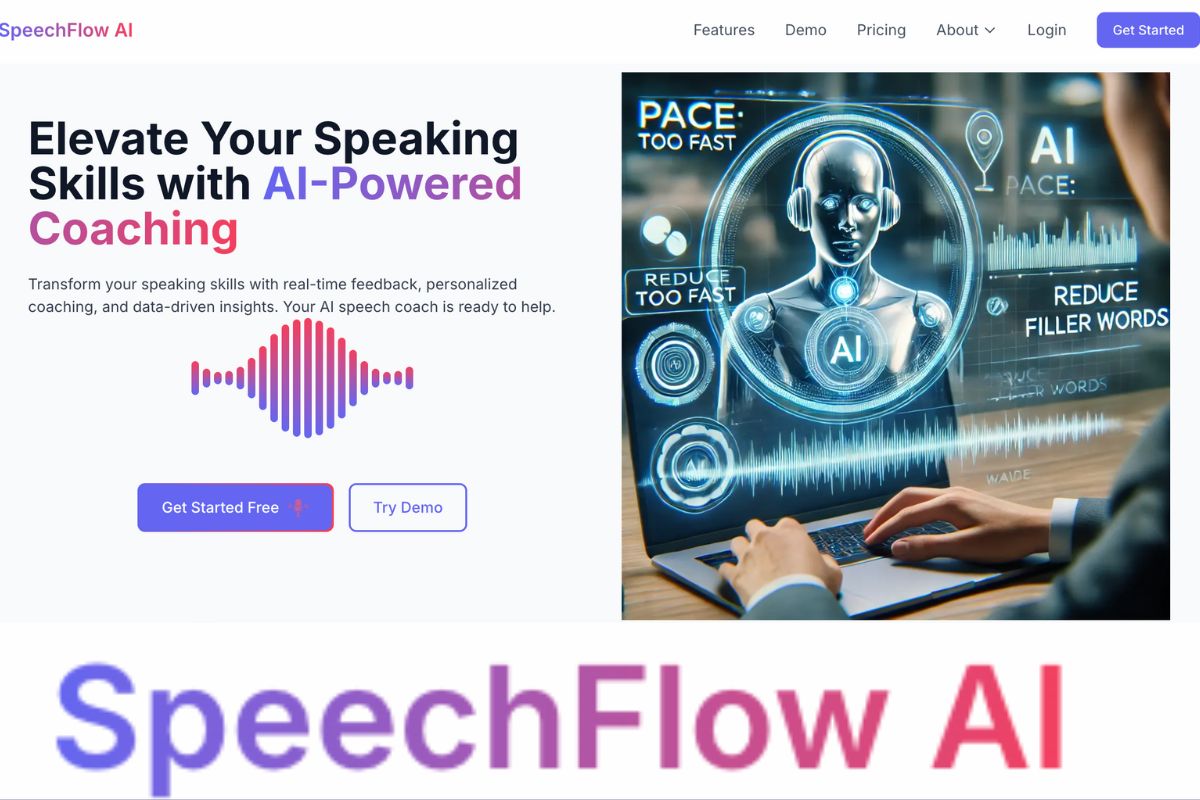 SpeechFlow AI
Features
Demo
Pricing
About
Login
Get Started
Elevate Your Speaking
Skills with AI-Powered
Coaching
Transform your speaking skills with real-time feedback, personalized
coaching, and data-driven insights. Your AI speech coach is ready to help.
Get Started Free
Try Demo
PACE:
TOO FAST
AI
PACE:
REDUCE
TOO FAST
AI
REDUCE
FILLER WORDS
WORDS
SpeechFlow AI